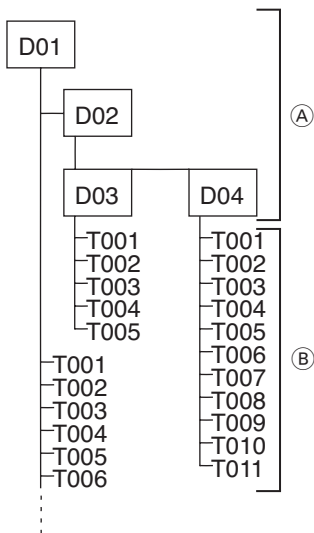 D01
Ⓐ
D02
D03 D04
T001 T001
T002 T002
T003 T003
T004 T004
T005 T005
T006
T001 T007 Ⓑ
T002 T008
T003 T009
T004 T010
T005 T011
T006